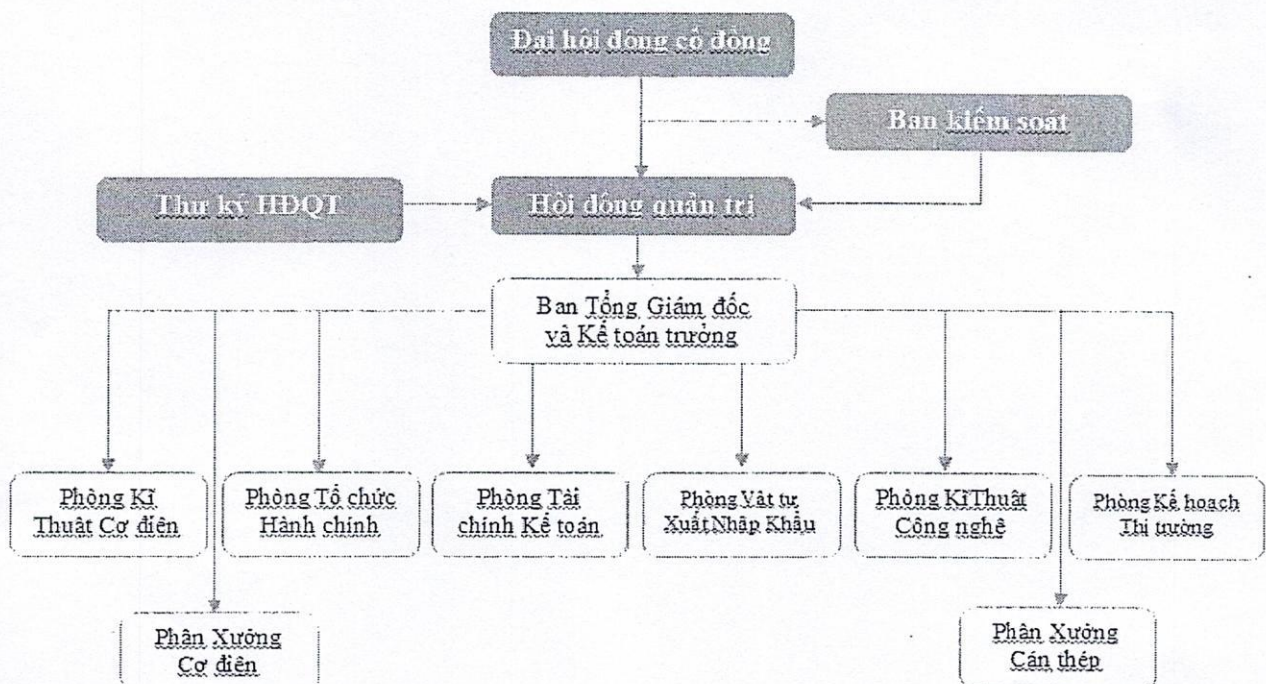 Đại hội đồng cổ đông
Ban kiểm soát
Thư ký HĐQT
Hội đồng quản trị
Ban Tổng Giám đốc
và Kế toán trưởng
Phòng Kĩ
Thuật Cơ điện
Phòng Tổ chức
Hành chính
Phòng Tài
chính Kế toán
Phòng Vật tư
Xuất Nhập Khẩu
Phòng Kĩ Thuật
Công nghệ
Phòng Kế hoạch
Thị trường
Phân Xưởng
Cơ điện
Phân Xưởng
Cán thép